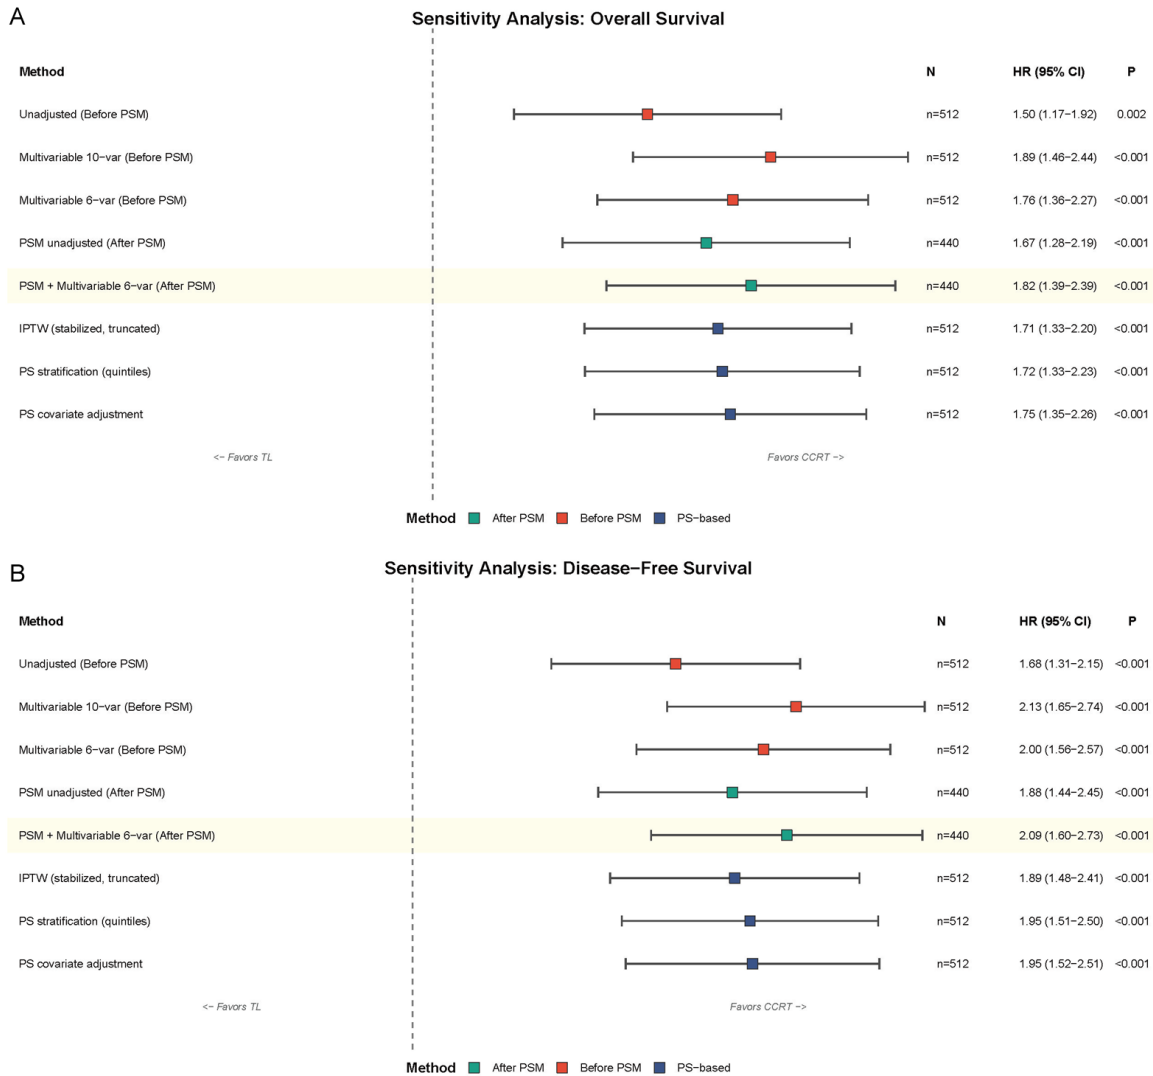 A
Sensitivity Analysis: Overall Survival
Method N HR (95% CI) P
Unadjusted (Before PSM) n=512 1.50 (1.17−1.92) 0.002
Multivariable 10−var (Before PSM) n=512 1.89 (1.46−2.44) <0.001
Multivariable 6−var (Before PSM) n=512 1.76 (1.36−2.27) <0.001
PSM unadjusted (After PSM) n=440 1.67 (1.28−2.19) <0.001
PSM + Multivariable 6−var (After PSM) n=440 1.82 (1.39−2.39) <0.001
IPTW (stabilized, truncated) n=512 1.71 (1.33−2.20) <0.001
PS stratification (quintiles) n=512 1.72 (1.33−2.23) <0.001
PS covariate adjustment n=512 1.75 (1.35−2.26) <0.001
<− Favors TL Favors CCRT −>
Method After PSM Before PSM PS−based
B
Sensitivity Analysis: Disease−Free Survival
Method N HR (95% CI) P
Unadjusted (Before PSM) n=512 1.68 (1.31−2.15) <0.001
Multivariable 10−var (Before PSM) n=512 2.13 (1.65−2.74) <0.001
Multivariable 6−var (Before PSM) n=512 2.00 (1.56−2.57) <0.001
PSM unadjusted (After PSM) n=440 1.88 (1.44−2.45) <0.001
PSM + Multivariable 6−var (After PSM) n=440 2.09 (1.60−2.73) <0.001
IPTW (stabilized, truncated) n=512 1.89 (1.48−2.41) <0.001
PS stratification (quintiles) n=512 1.95 (1.51−2.50) <0.001
PS covariate adjustment n=512 1.95 (1.52−2.51) <0.001
<− Favors TL Favors CCRT −>
Method After PSM Before PSM PS−based